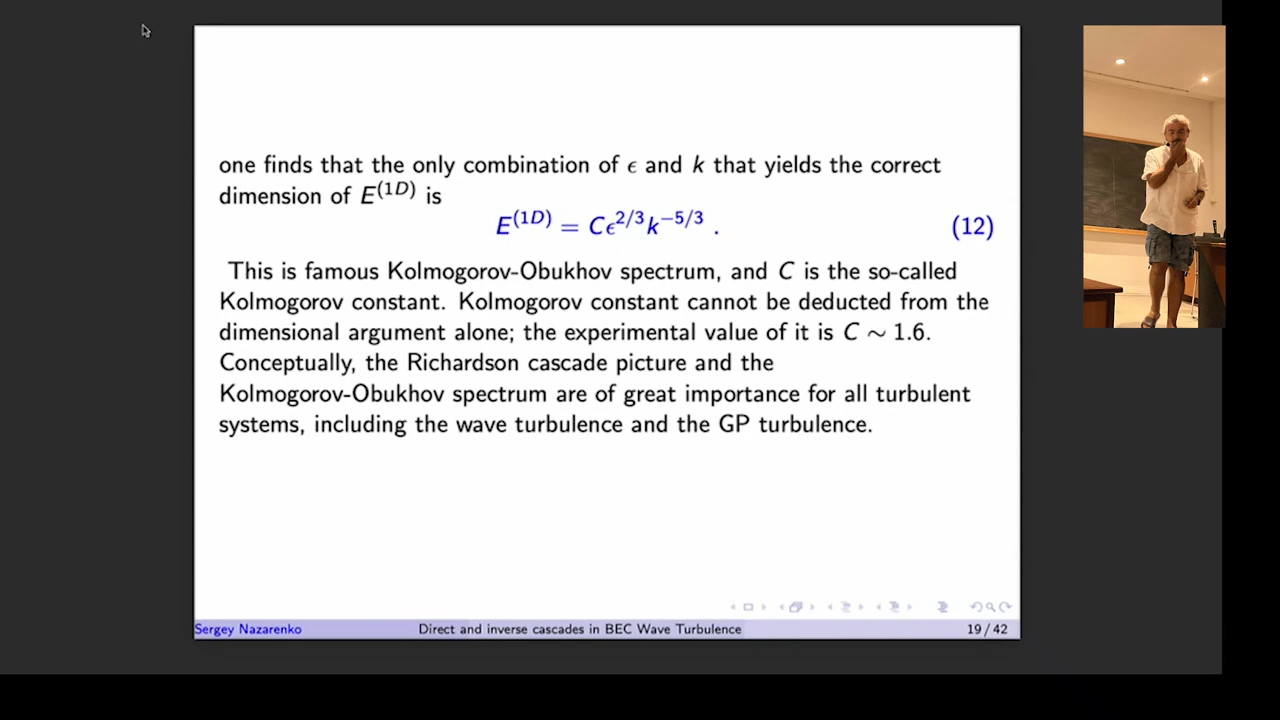 one finds that the only combination of ϵ and k that yields the correct
dimension of E^(1D) is
E^(1D) = Cϵ^2/3 k^−5/3 . (12)
This is famous Kolmogorov-Obukhov spectrum, and C is the so-called
Kolmogorov constant. Kolmogorov constant cannot be deducted from the
dimensional argument alone; the experimental value of it is C ∼ 1.6.
Conceptually, the Richardson cascade picture and the
Kolmogorov-Obukhov spectrum are of great importance for all turbulent
systems, including the wave turbulence and the GP turbulence.
Sergey Nazarenko Direct and inverse cascades in BEC Wave Turbulence 19 / 42